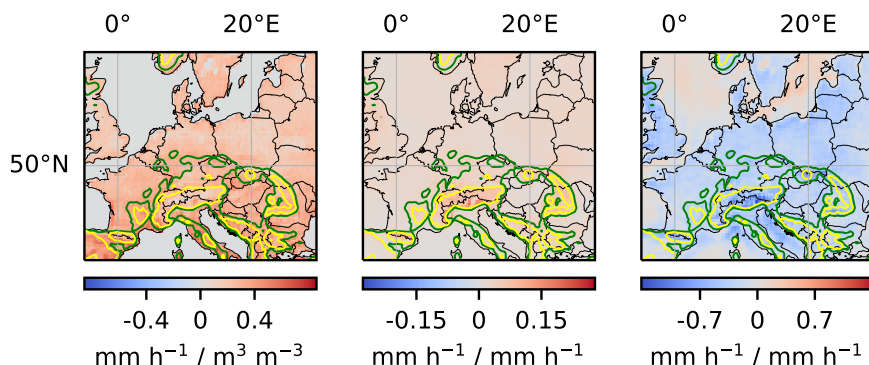 0° 20°E 0° 20°E 0° 20°E
50°N
-0.4 0 0.4 -0.15 0 0.15 -0.7 0 0.7
mm h⁻¹ / m³ m⁻³ mm h⁻¹ / mm h⁻¹ mm h⁻¹ / mm h⁻¹